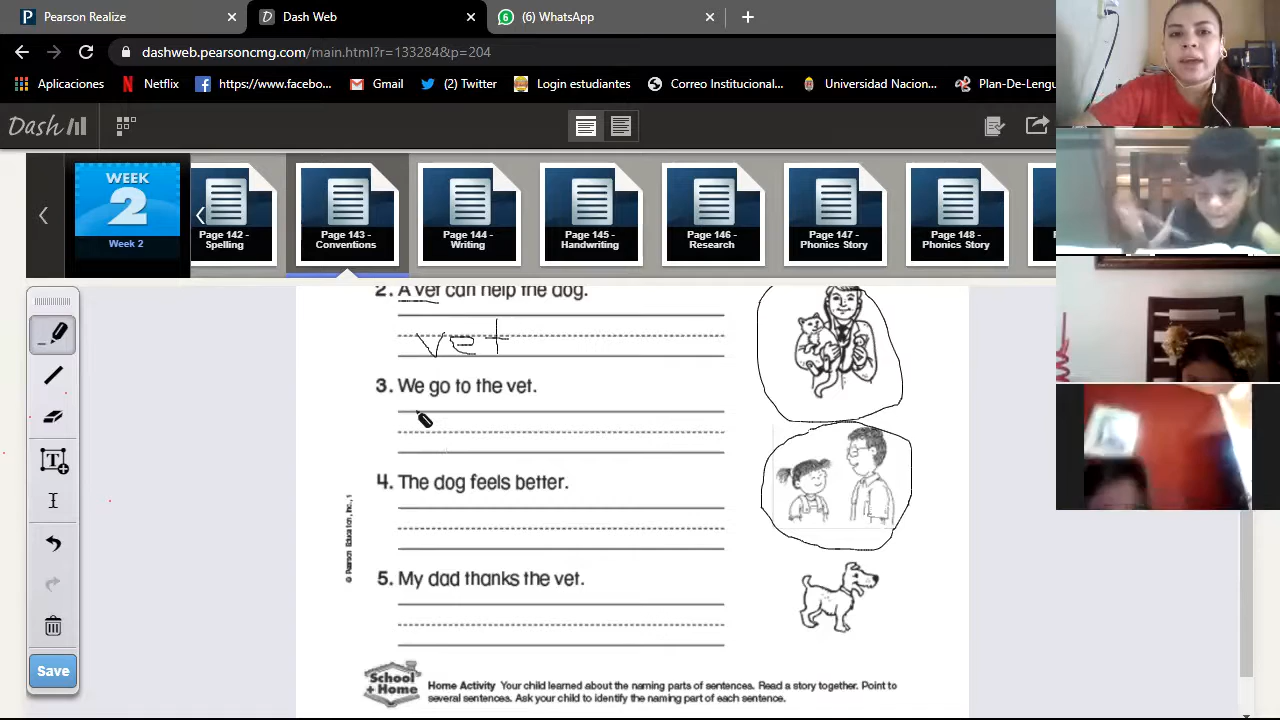 Pearson Realize
Dash Web
(6) WhatsApp
dashweb.pearsoncmg.com/main.html?r=133284&p=204
Aplicaciones
Netflix
https://www.facebo...
Gmail
(2) Twitter
Login estudiantes
Correo Institucional...
Universidad Nacion...
Plan-De-Leng
Dash
WEEK
2
Week 2
Page 142 -
Spelling
Page 143 -
Conventions
Page 144 -
Writing
Page 145 -
Handwriting
Page 146 -
Research
Page 147 -
Phonics Story
Page 148 -
Phonics Story
2. A vet can help the dog.
vet
3. We go to the vet.
4. The dog feels better.
5. My dad thanks the vet.
© Pearson Education, Inc., 1
Save
School
+ Home
Home Activity Your child learned about the naming parts of sentences. Read a story together. Point to
several sentences. Ask your child to identify the naming part of each sentence.